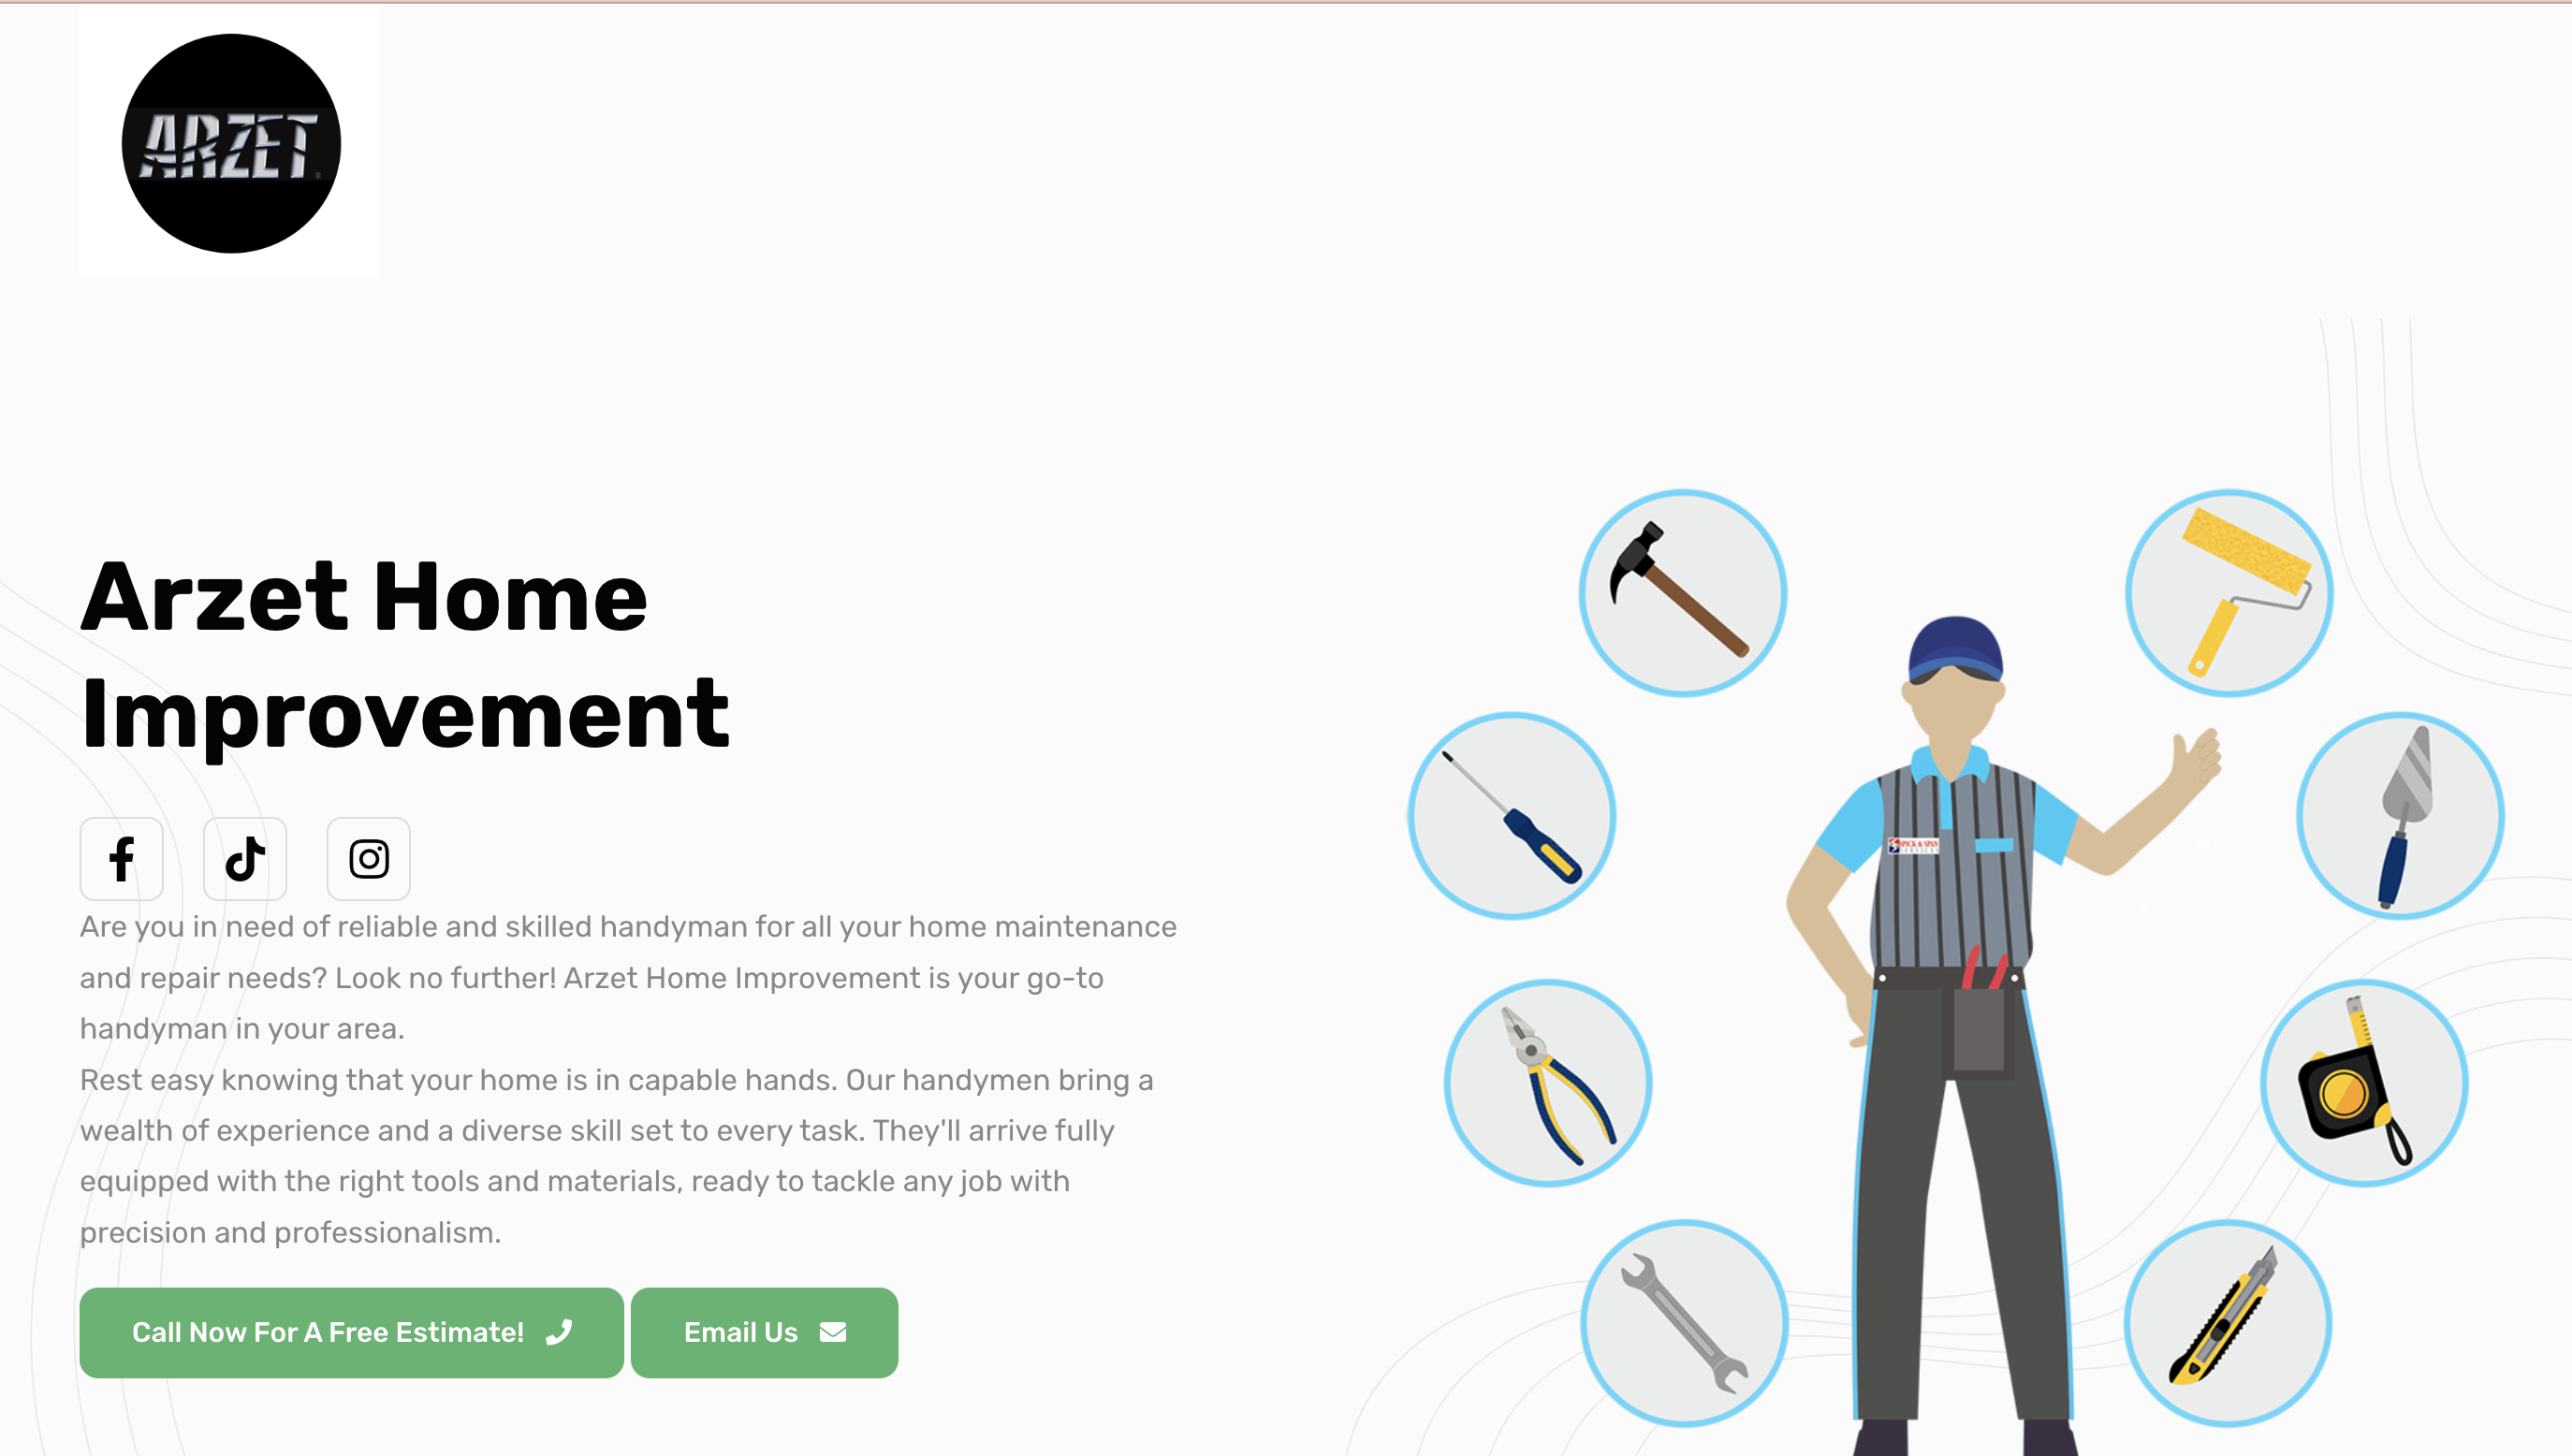 ARZET
Arzet Home
Improvement
Are you in need of reliable and skilled handyman for all your home maintenance
and repair needs? Look no further! Arzet Home Improvement is your go-to
handyman in your area.
Rest easy knowing that your home is in capable hands. Our handymen bring a
wealth of experience and a diverse skill set to every task. They'll arrive fully
equipped with the right tools and materials, ready to tackle any job with
precision and professionalism.
Call Now For A Free Estimate!
Email Us
SPICK & SPAN
SERVICES